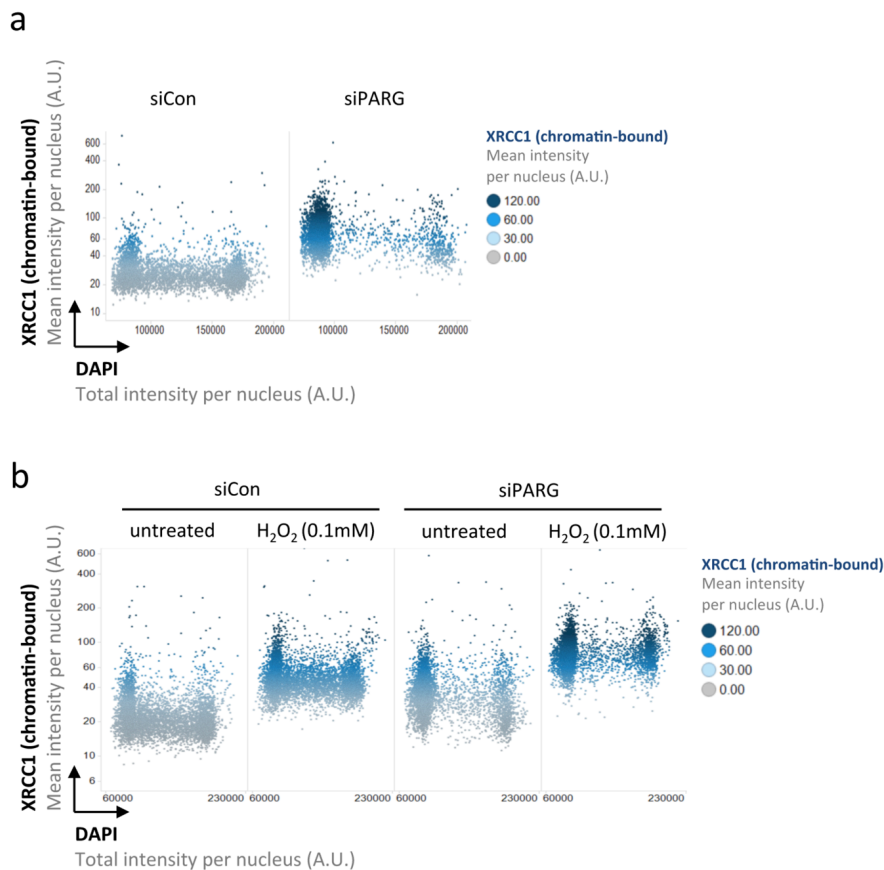 a
siCon siPARG
XRCC1 (chromatin-bound)
Mean intensity per nucleus (A.U.)
600
400
200
100
60
40
20
10
100000 150000 200000 100000 150000 200000
DAPI
Total intensity per nucleus (A.U.)
XRCC1 (chromatin-bound)
Mean intensity
per nucleus (A.U.)
120.00
60.00
30.00
0.00
b
siCon siPARG
untreated H₂O₂ (0.1mM) untreated H₂O₂ (0.1mM)
XRCC1 (chromatin-bound)
Mean intensity per nucleus (A.U.)
600
400
200
100
60
40
20
10
6
60000 230000 60000 230000 60000 230000 60000 230000
DAPI
Total intensity per nucleus (A.U.)
XRCC1 (chromatin-bound)
Mean intensity
per nucleus (A.U.)
120.00
60.00
30.00
0.00